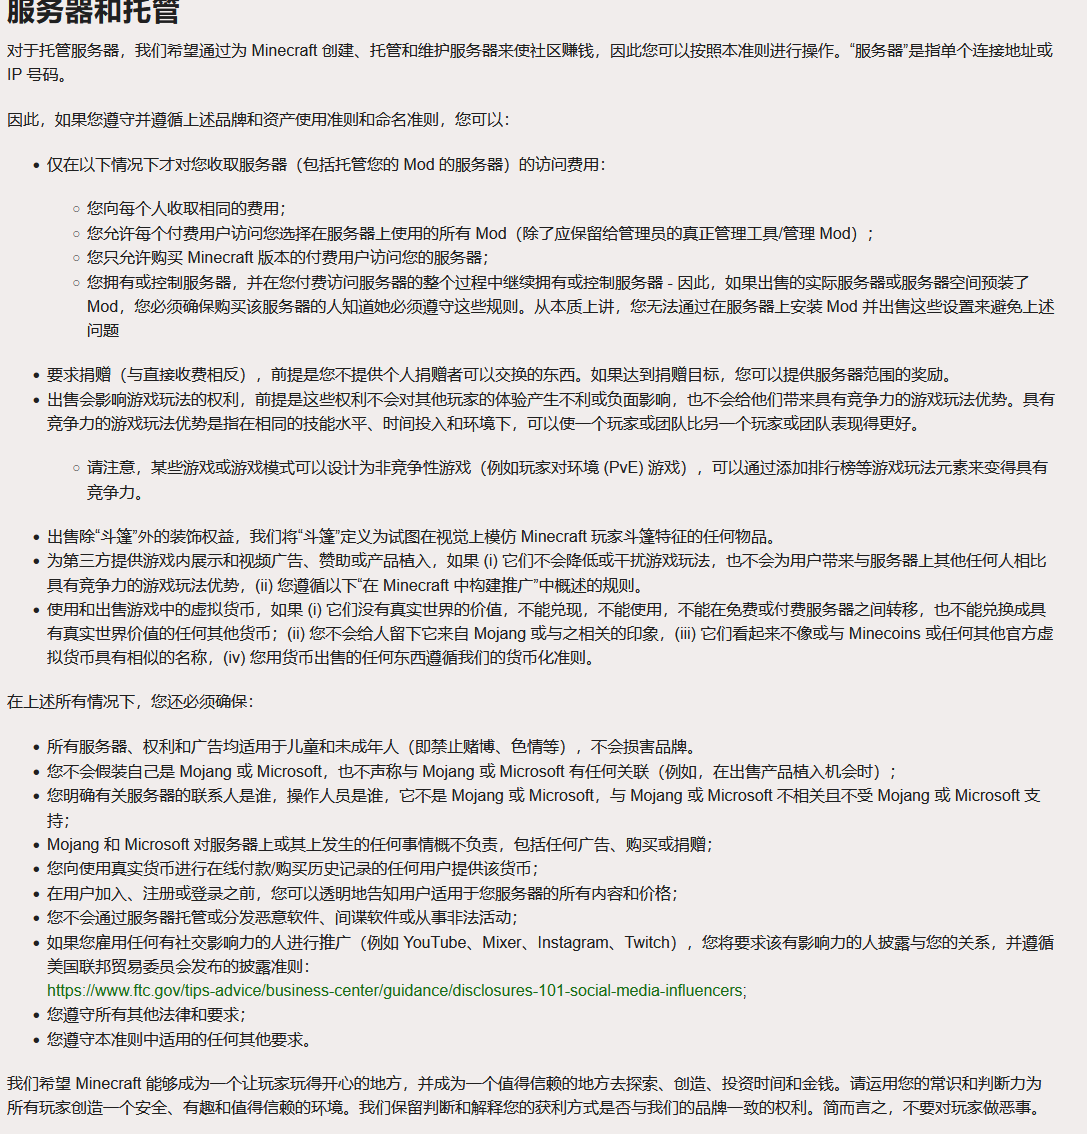 服务器和托管
对于托管服务器，我们希望通过为 Minecraft 创建、托管和维护服务器来使社区赚钱，因此您可以按照本准则进行操作。“服务器”是指单个连接地址或
IP 号码。
因此，如果您遵守并遵循上述品牌和资产使用准则和命名准则，您可以：
• 仅在以下情况下才对您收取服务器（包括托管您的 Mod 的服务器）的访问费用：
○ 您向每个人收取相同的费用；
○ 您允许每个付费用户访问您选择在服务器上使用的所有 Mod（除了应保留给管理员的真正管理工具/管理 Mod）；
○ 您只允许购买 Minecraft 版本的付费用户访问您的服务器；
○ 您拥有或控制服务器，并在您付费访问服务器的整个过程中继续拥有或控制服务器 - 因此，如果出售的实际服务器或服务器空间预装了
Mod，您必须确保购买该服务器的人知道她必须遵守这些规则。从本质上讲，您无法通过在服务器上安装 Mod 并出售这些设置来避免上述
问题
• 要求捐赠（与直接收费相反），前提是您不提供个人捐赠者可以交换的东西。如果达到捐赠目标，您可以提供服务器范围的奖励。
• 出售会影响游戏玩法的权利，前提是这些权利不会对其他玩家的体验产生不利或负面影响，也不会给他们带来具有竞争力的游戏玩法优势。具有
竞争力的游戏玩法优势是指在相同的技能水平、时间投入和环境下，可以使一个玩家或团队比另一个玩家或团队表现得更好。
○ 请注意，某些游戏或游戏模式可以设计为非竞争性游戏（例如玩家对环境 (PvE) 游戏），可以通过添加排行榜等游戏玩法元素来变得具有
竞争力。
• 出售除“斗篷”外的装饰权益，我们将“斗篷”定义为试图在视觉上模仿 Minecraft 玩家斗篷特征的任何物品。
• 为第三方提供游戏内展示和视频广告、赞助或产品植入，如果 (i) 它们不会降低或干扰游戏玩法，也不会为用户带来与服务器上其他任何人相比
具有竞争力的游戏玩法优势，(ii) 您遵循以下“在 Minecraft 中构建推广”中概述的规则。
• 使用和出售游戏中的虚拟货币，如果 (i) 它们没有真实世界的价值，不能兑现，不能使用，不能在免费或付费服务器之间转移，也不能兑换成具
有真实世界价值的任何其他货币；(ii) 您不会给人留下它来自 Mojang 或与之相关的印象，(iii) 它们看起来不像或与 Minecoins 或任何其他官方虚
拟货币具有相似的名称，(iv) 您用货币出售的任何东西遵循我们的货币化准则。
在上述所有情况下，您还必须确保：
• 所有服务器、权利和广告均适用于儿童和未成年人（即禁止赌博、色情等），不会损害品牌。
• 您不会假装自己是 Mojang 或 Microsoft，也不声称与 Mojang 或 Microsoft 有任何关联（例如，在出售产品植入机会时）；
• 您明确有关服务器的联系人是谁，操作人员是谁，它不是 Mojang 或 Microsoft，与 Mojang 或 Microsoft 不相关且不受 Mojang 或 Microsoft 支
持；
• Mojang 和 Microsoft 对服务器上或其上发生的任何事情概不负责，包括任何广告、购买或捐赠；
• 您向使用真实货币进行在线付款/购买历史记录的任何用户提供该货币；
• 在用户加入、注册或登录之前，您可以透明地告知用户适用于您服务器的所有内容和价格；
• 您不会通过服务器托管或分发恶意软件、间谍软件或从事非法活动；
• 如果您雇用任何有社交影响力的人进行推广（例如 YouTube、Mixer、Instagram、Twitch），您将要求该有影响力的人披露与您的关系，并遵循
美国联邦贸易委员会发布的披露准则：
https://www.ftc.gov/tips-advice/business-center/guidance/disclosures-101-social-media-influencers;
• 您遵守所有其他法律和要求；
• 您遵守本准则中适用的任何其他要求。
我们希望 Minecraft 能够成为一个让玩家玩得开心的地方，并成为一个值得信赖的地方去探索、创造、投资时间和金钱。请运用您的常识和判断力为
所有玩家创造一个安全、有趣和值得信赖的环境。我们保留判断和解释您的获利方式是否与我们的品牌一致的权利。简而言之，不要对玩家做恶事。